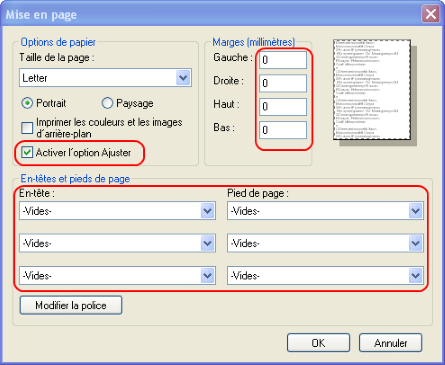 Mise en page
Options de papier
Taille de la page :
Letter
Portrait
Paysage
Imprimer les couleurs et les images
d'arrière-plan
Activer l'option Ajuster
Marges (millimètres)
Gauche : 0
Droite : 0
Haut : 0
Bas : 0
En-têtes et pieds de page
En-tête :
Pied de page :
-Vides-
-Vides-
-Vides-
-Vides-
-Vides-
-Vides-
Modifier la police
OK
Annuler